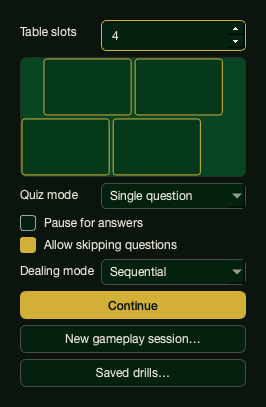 Table slots 4
Quiz mode Single question
Pause for answers
Allow skipping questions
Dealing mode Sequential
Continue
New gameplay session...
Saved drills...